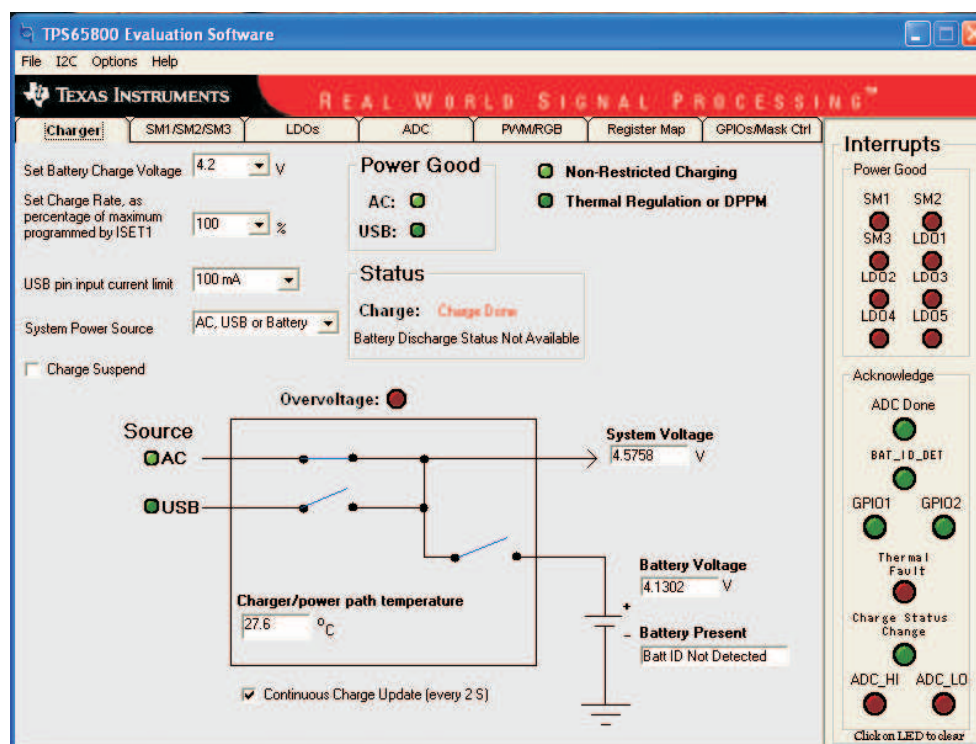 TPS65800 Evaluation Software
File I2C Options Help
TEXAS INSTRUMENTS
REAL WORLD SIGNAL PROCESSING™
Charger SM1/SM2/SM3 LDOs ADC PWM/RGB Register Map GPIOs/Mask Ctrl
Set Battery Charge Voltage 4.2 V
Set Charge Rate, as
percentage of maximum
programmed by ISET1
100 %
USB pin input current limit 100 mA
System Power Source AC, USB or Battery
Charge Suspend
Power Good
AC:
USB:
Non-Restricted Charging
Thermal Regulation or DPPM
Status
Charge: Charge Done
Battery Discharge Status Not Available
Overvoltage:
Source
AC
USB
System Voltage
4.5758 V
Battery Voltage
4.1302 V
+
Charger/power path temperature
27.6 °C
– Battery Present
Batt ID Not Detected
Continuous Charge Update (every 2 S)
Interrupts
Power Good
SM1 SM2
SM3 LDO1
LDO2 LDO3
LDO4 LDO5
Acknowledge
ADC Done
BAT_ID_DET
GPIO1 GPIO2
Thermal
Fault
Charge Status
Change
ADC_HI ADC_LO
Click on LED to clear